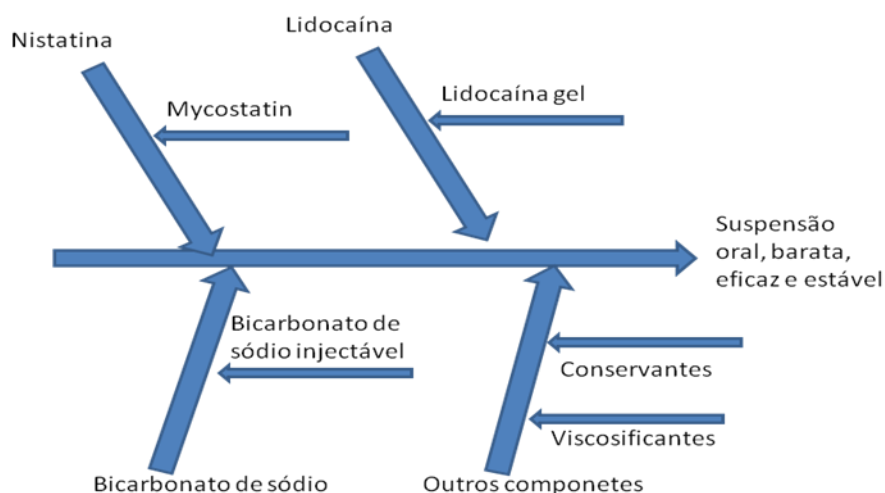 Nistatina
Lidocaína
Mycostatin
Lidocaína gel
Suspensão
oral, barata,
eficaz e estável
Bicarbonato de
sódio injectável
Conservantes
Viscosificantes
Bicarbonato de sódio
Outros componetes